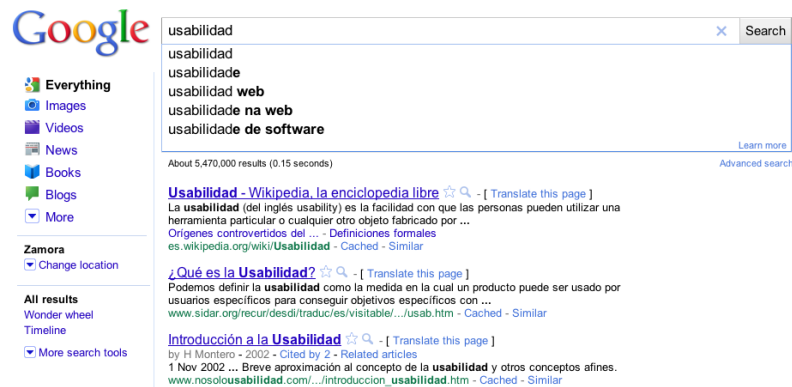 Google
usabilidad
Search
usabilidad
usabilidade
usabilidad web
usabilidade na web
usabilidade de software
Learn more
Everything
Images
Videos
News
Books
Blogs
More
Zamora
Change location
All results
Wonder wheel
Timeline
More search tools
About 5,470,000 results (0.15 seconds)
Advanced search
Usabilidad - Wikipedia, la enciclopedia libre - [ Translate this page ]
La usabilidad (del inglés usability) es la facilidad con que las personas pueden utilizar una
herramienta particular o cualquier otro objeto fabricado por ...
Orígenes controvertidos del ... - Definiciones formales
es.wikipedia.org/wiki/Usabilidad - Cached - Similar
¿Qué es la Usabilidad? - [ Translate this page ]
Podemos definir la usabilidad como la medida en la cual un producto puede ser usado por
usuarios específicos para conseguir objetivos específicos con ...
www.sidar.org/recur/desdi/traduc/es/visitable/.../usab.htm - Cached - Similar
Introducción a la Usabilidad - [ Translate this page ]
by H Montero - 2002 - Cited by 2 - Related articles
1 Nov 2002 ... Breve aproximación al concepto de la usabilidad y otros conceptos afines.
www.nosolousabilidad.com/.../introduccion_usabilidad.htm - Cached - Similar